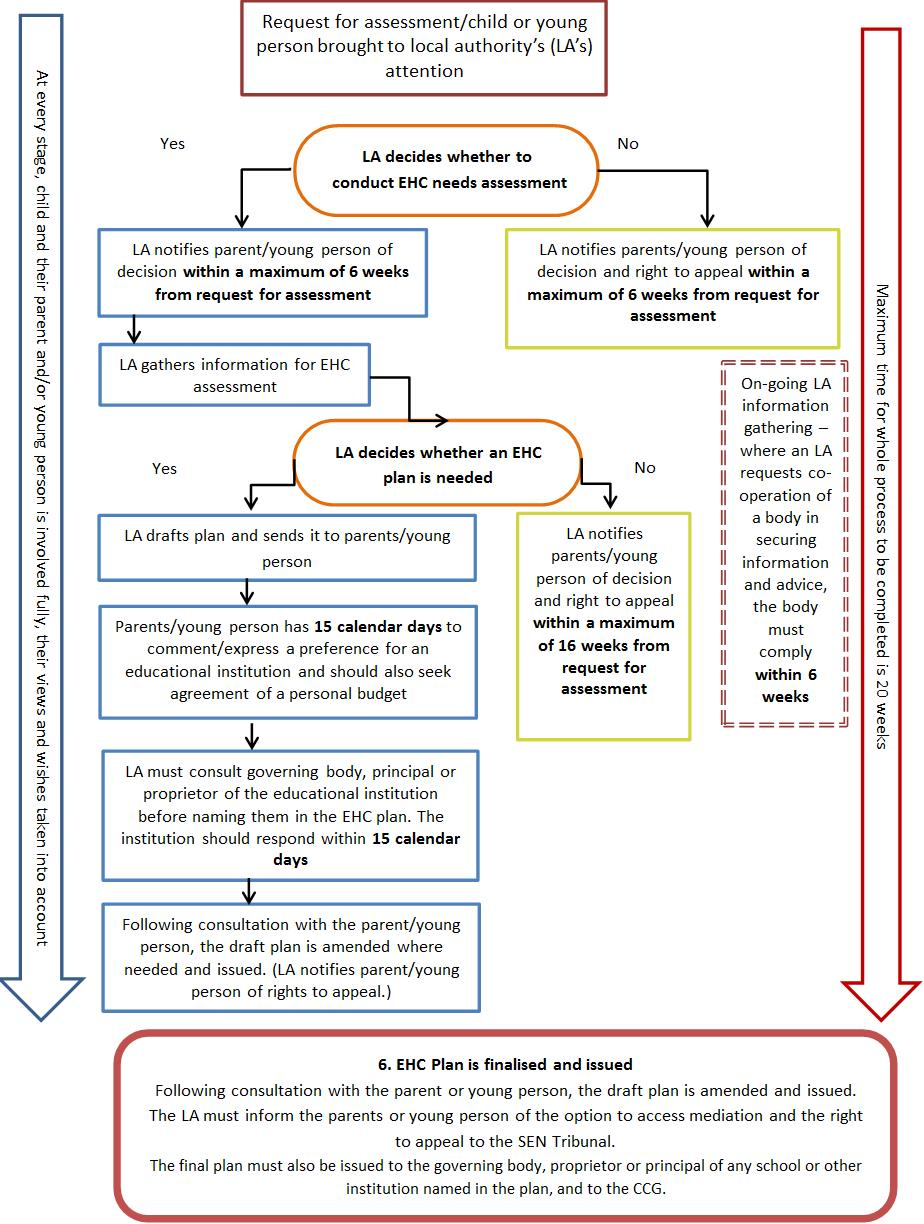 Request for assessment/child or young
person brought to local authority's (LA's)
attention
At every stage, child and their parent and/or young person is involved fully, their views and wishes taken into account
Maximum time for whole process to be completed is 20 weeks
Yes
LA decides whether to
conduct EHC needs assessment
No
LA notifies parent/young person of
decision within a maximum of 6 weeks
from request for assessment
LA notifies parents/young person of
decision and right to appeal within a
maximum of 6 weeks from request for
assessment
LA gathers information for EHC
assessment
On-going LA
information
gathering –
where an LA
requests co-
operation of
a body in
securing
information
and advice,
the body
must
comply
within 6
weeks
Yes
LA decides whether an EHC
plan is needed
No
LA drafts plan and sends it to parents/young
person
LA notifies
parents/young
person of decision
and right to appeal
within a maximum
of 16 weeks from
request for
assessment
Parents/young person has 15 calendar days to
comment/express a preference for an
educational institution and should also seek
agreement of a personal budget
LA must consult governing body, principal or
proprietor of the educational institution
before naming them in the EHC plan. The
institution should respond within 15 calendar
days
Following consultation with the parent/young
person, the draft plan is amended where
needed and issued. (LA notifies parent/young
person of rights to appeal.)
6. EHC Plan is finalised and issued
Following consultation with the parent or young person, the draft plan is amended and issued.
The LA must inform the parents or young person of the option to access mediation and the right
to appeal to the SEN Tribunal.
The final plan must also be issued to the governing body, proprietor or principal of any school or other
institution named in the plan, and to the CCG.